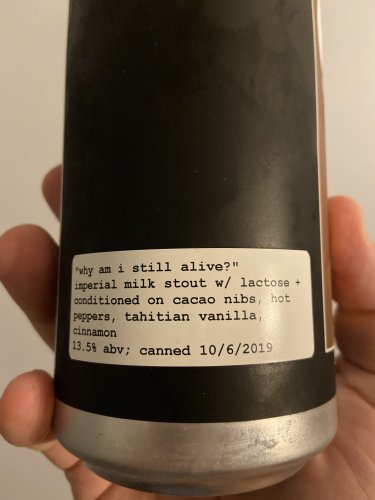 "why am i still alive?"
imperial milk stout w/ lactose +
conditioned on cacao nibs, hot
peppers, tahitian vanilla,
cinnamon
13.5% abv; canned 10/6/2019